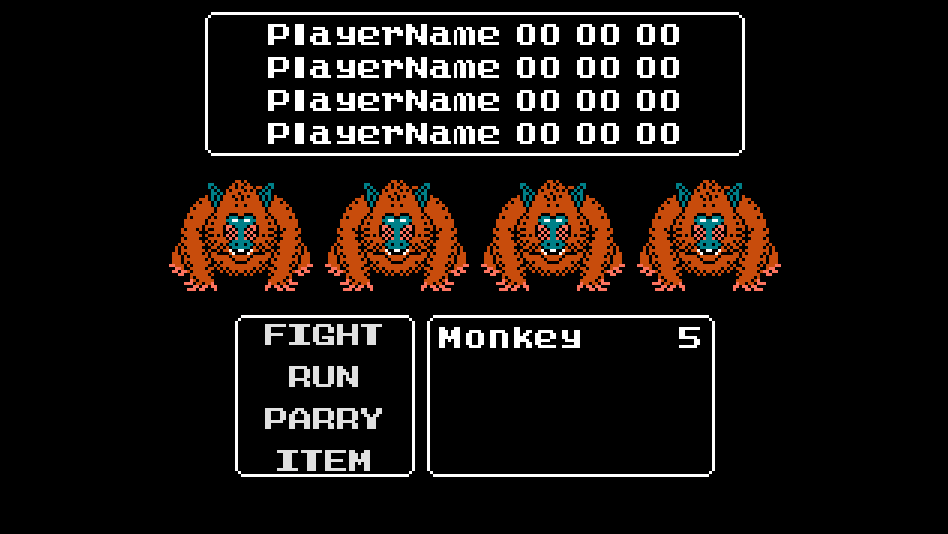 PlayerName 00 00 00
PlayerName 00 00 00
PlayerName 00 00 00
PlayerName 00 00 00
FIGHT
RUN
PARRY
ITEM
Monkey 5